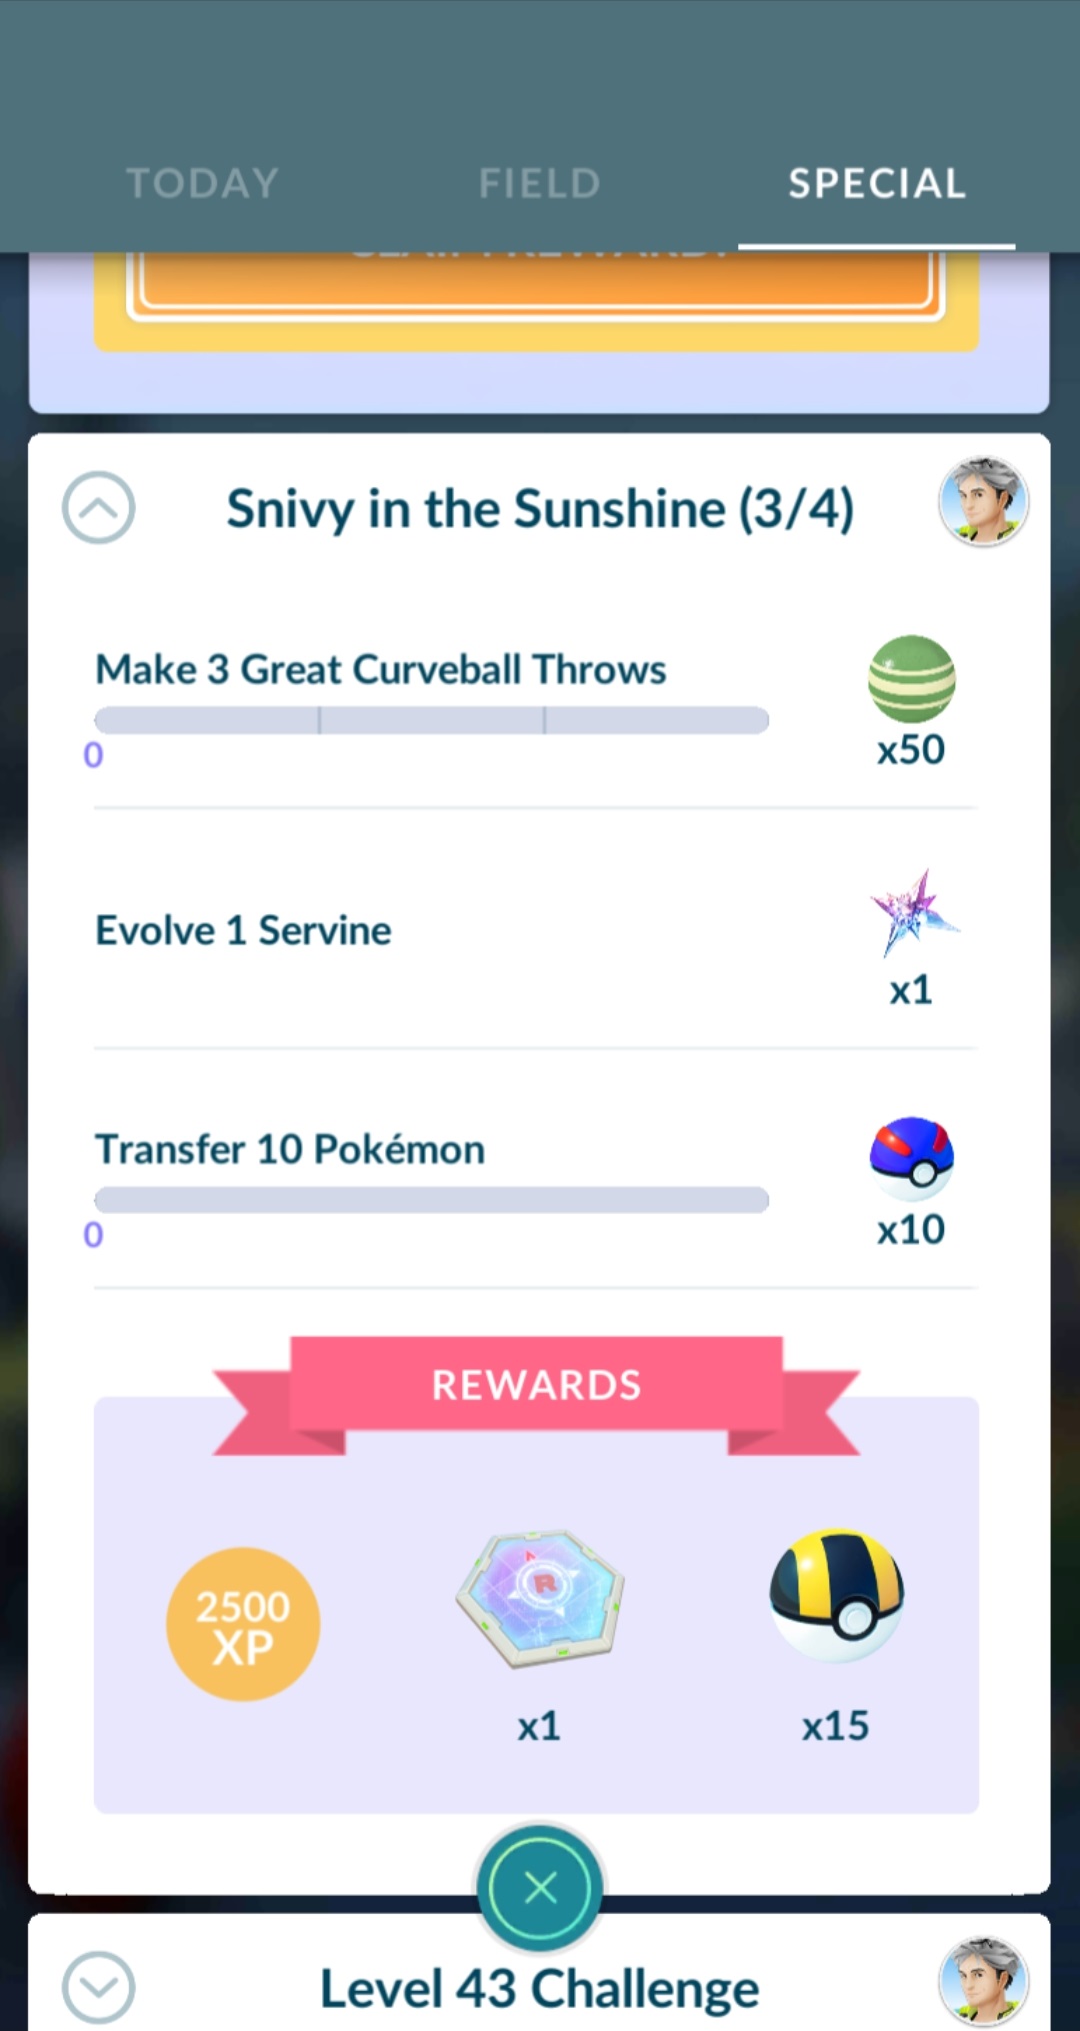 TODAY
FIELD
SPECIAL
Snivy in the Sunshine (3/4)
Make 3 Great Curveball Throws
0
x50
Evolve 1 Servine
x1
Transfer 10 Pokémon
0
x10
REWARDS
2500
XP
R
x1
x15
Level 43 Challenge